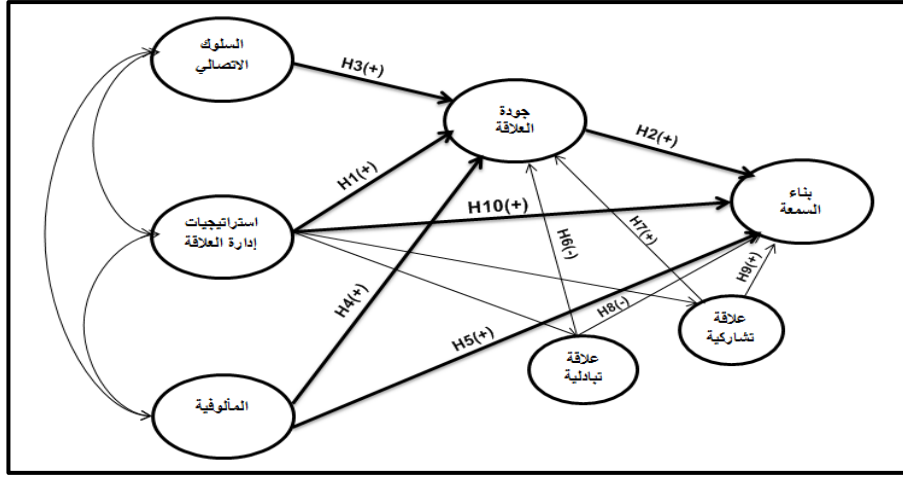 السلوك
الاتصالي
H3(+)
جودة
العلاقة
H2(+)
بناء
السمعة
H1(+)
استراتيجيات
إدارة العلاقة
H10(+)
H6(-)
H7(+)
H9(+)
H4(+)
H8(-)
H5(+)
علاقة
تشاركية
علاقة
تبادلية
المألوفية